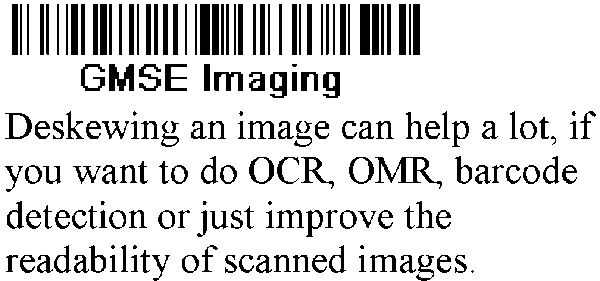 GMSE Imaging
Deskewing an image can help a lot, if
you want to do OCR, OMR, barcode
detection or just improve the
readability of scanned images.